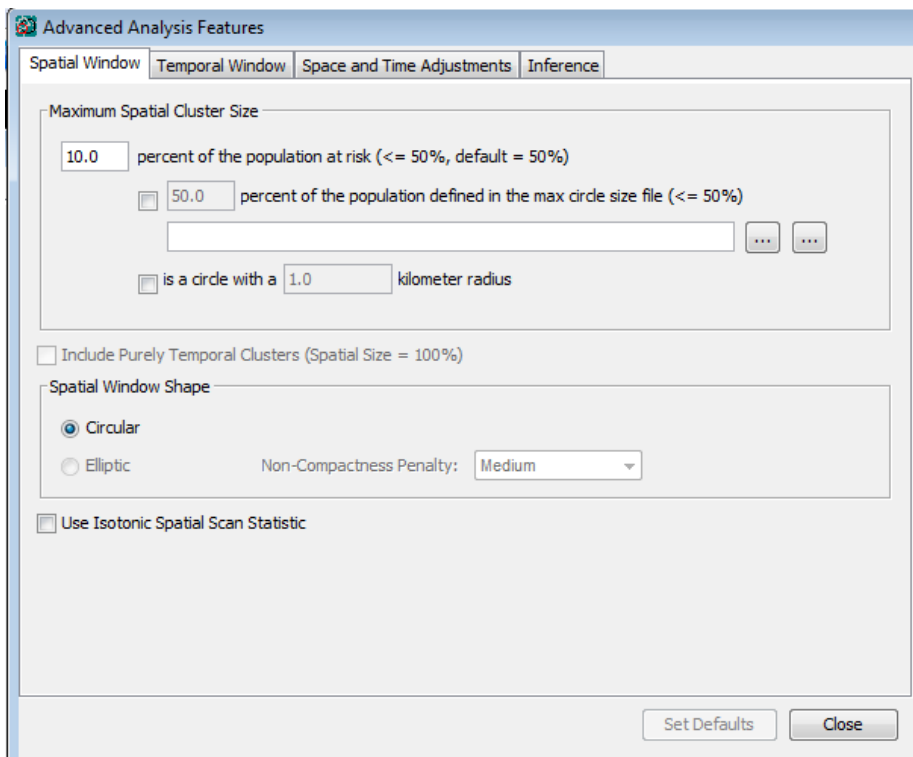 Advanced Analysis Features
Spatial Window Temporal Window Space and Time Adjustments Inference
Maximum Spatial Cluster Size
10.0 percent of the population at risk (<= 50%, default = 50%)
50.0 percent of the population defined in the max circle size file (<= 50%)
... ...
is a circle with a 1.0 kilometer radius
Include Purely Temporal Clusters (Spatial Size = 100%)
Spatial Window Shape
Circular
Elliptic Non-Compactness Penalty: Medium
Use Isotonic Spatial Scan Statistic
Set Defaults Close